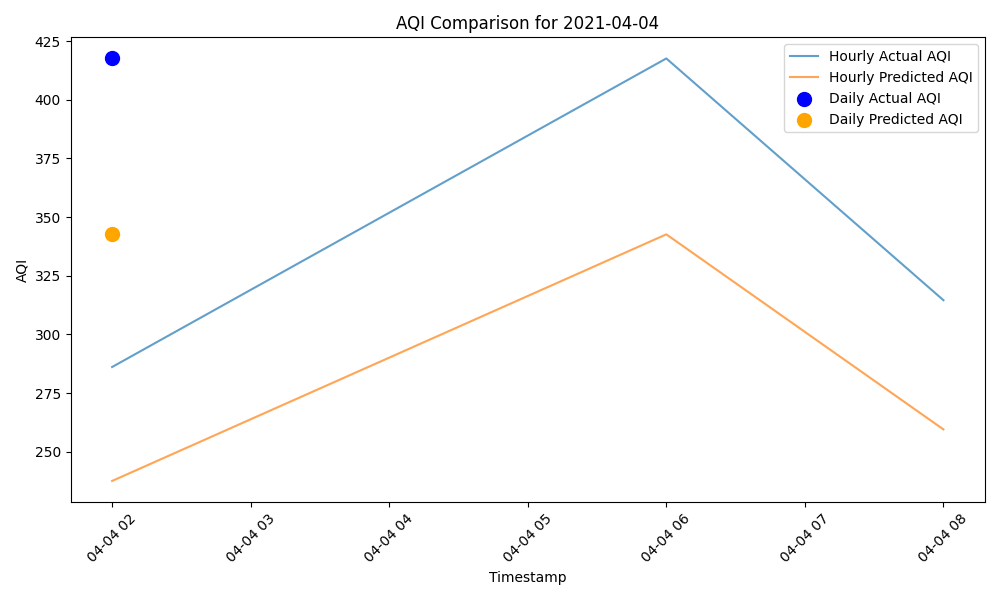 AQI Comparison for 2021-04-04
425
400
375
350
325
300
275
250
AQI
Hourly Actual AQI
Hourly Predicted AQI
Daily Actual AQI
Daily Predicted AQI
04-04 02
04-04 03
04-04 04
04-04 05
04-04 06
04-04 07
04-04 08
Timestamp